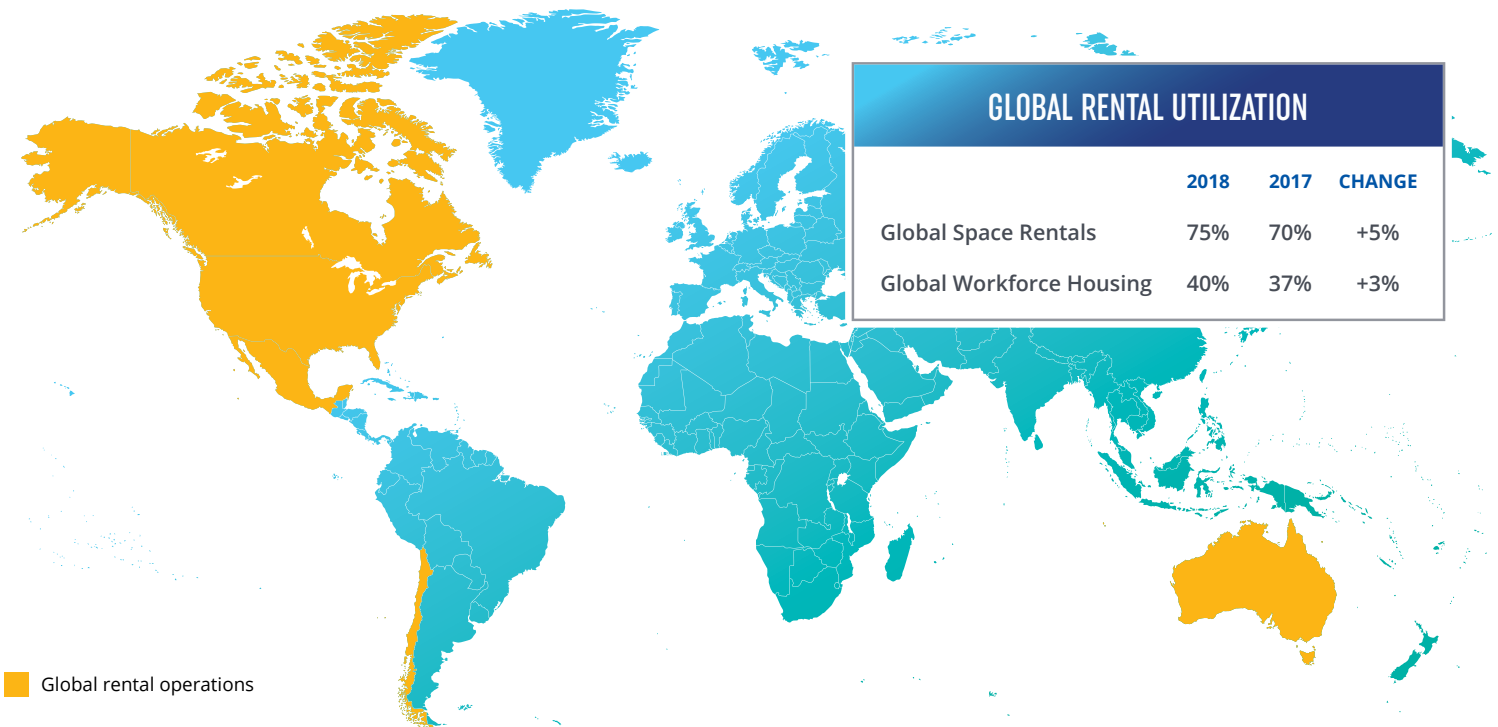 GLOBAL RENTAL UTILIZATION
2018 2017 CHANGE
Global Space Rentals 75% 70% +5%
Global Workforce Housing 40% 37% +3%
Global rental operations